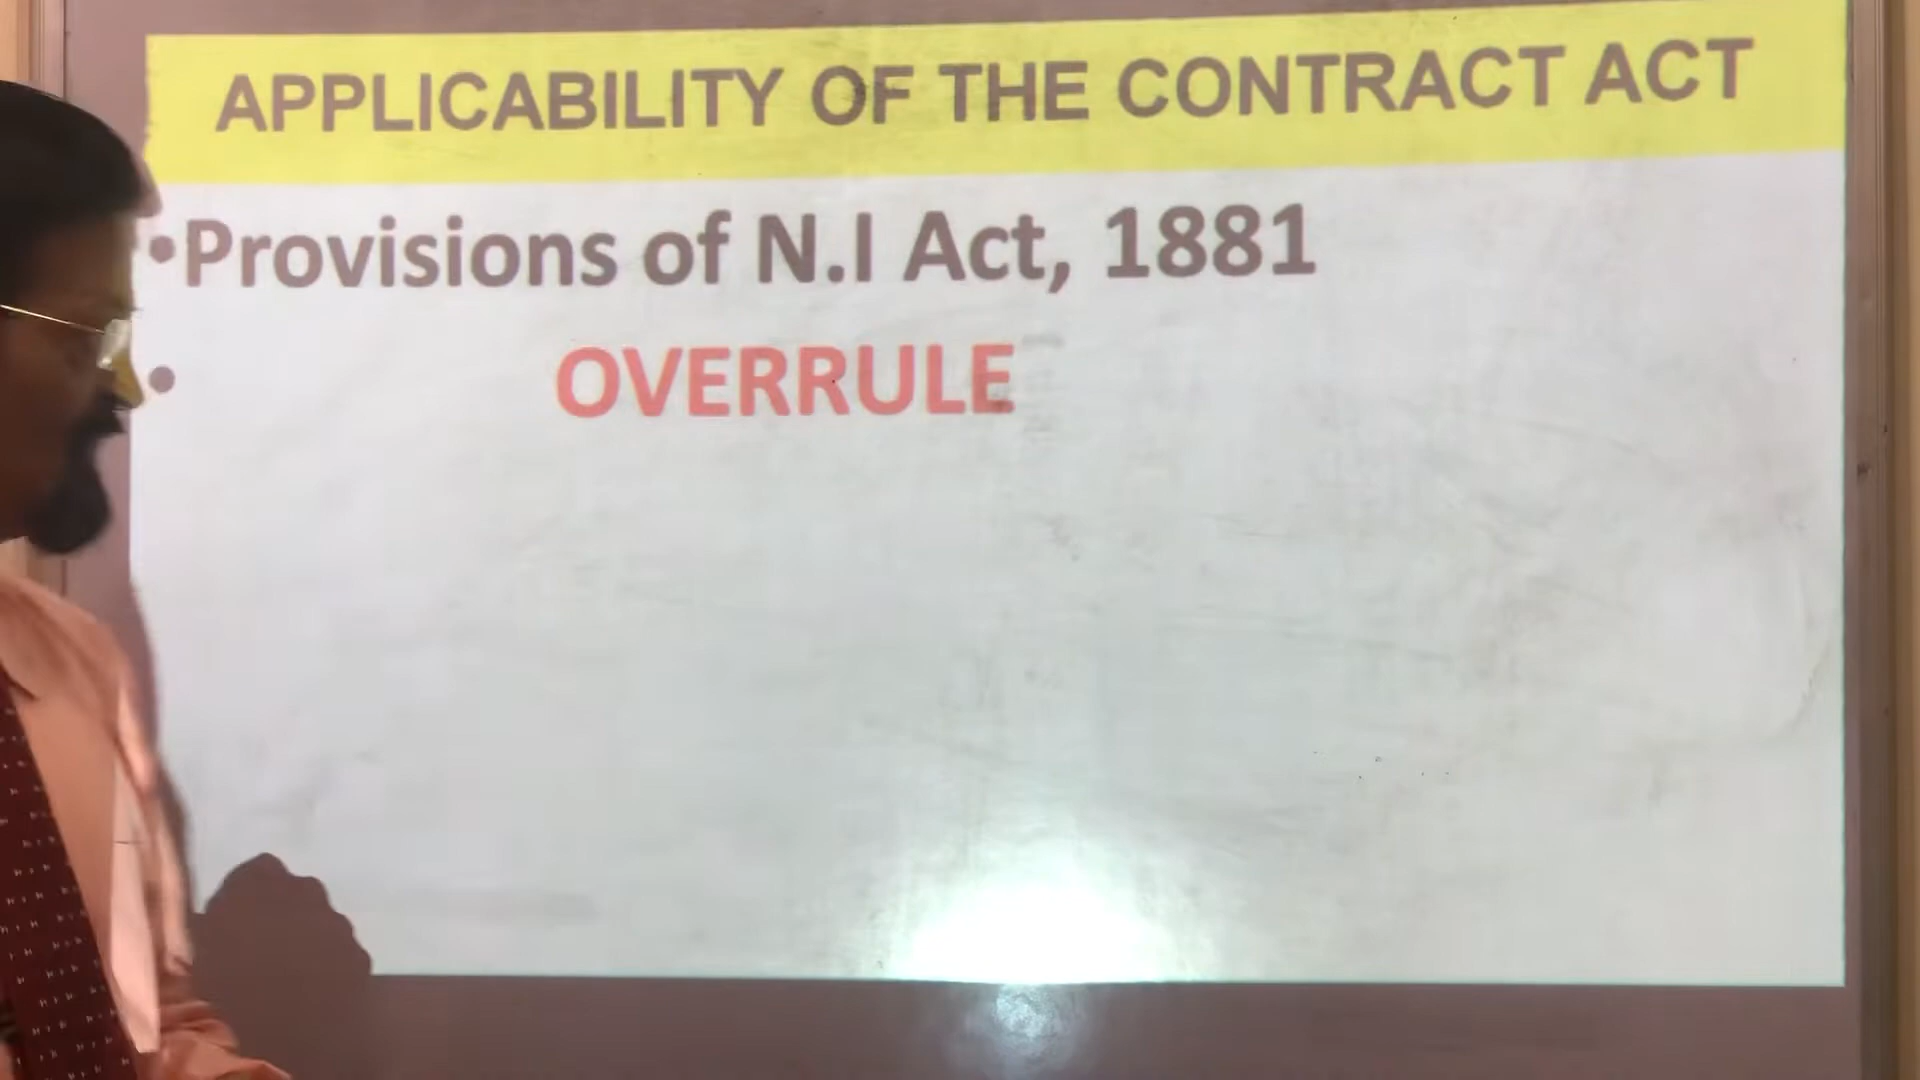 APPLICABILITY OF THE CONTRACT ACT
•Provisions of N.I Act, 1881
• OVERRULE